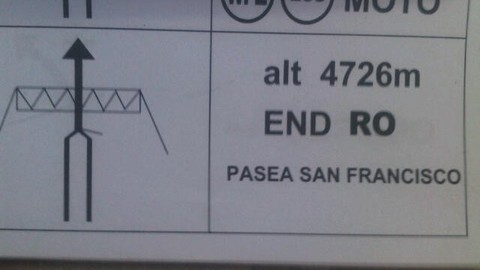 MOTO
alt 4726m
END RO
PASEA SAN FRANCISCO